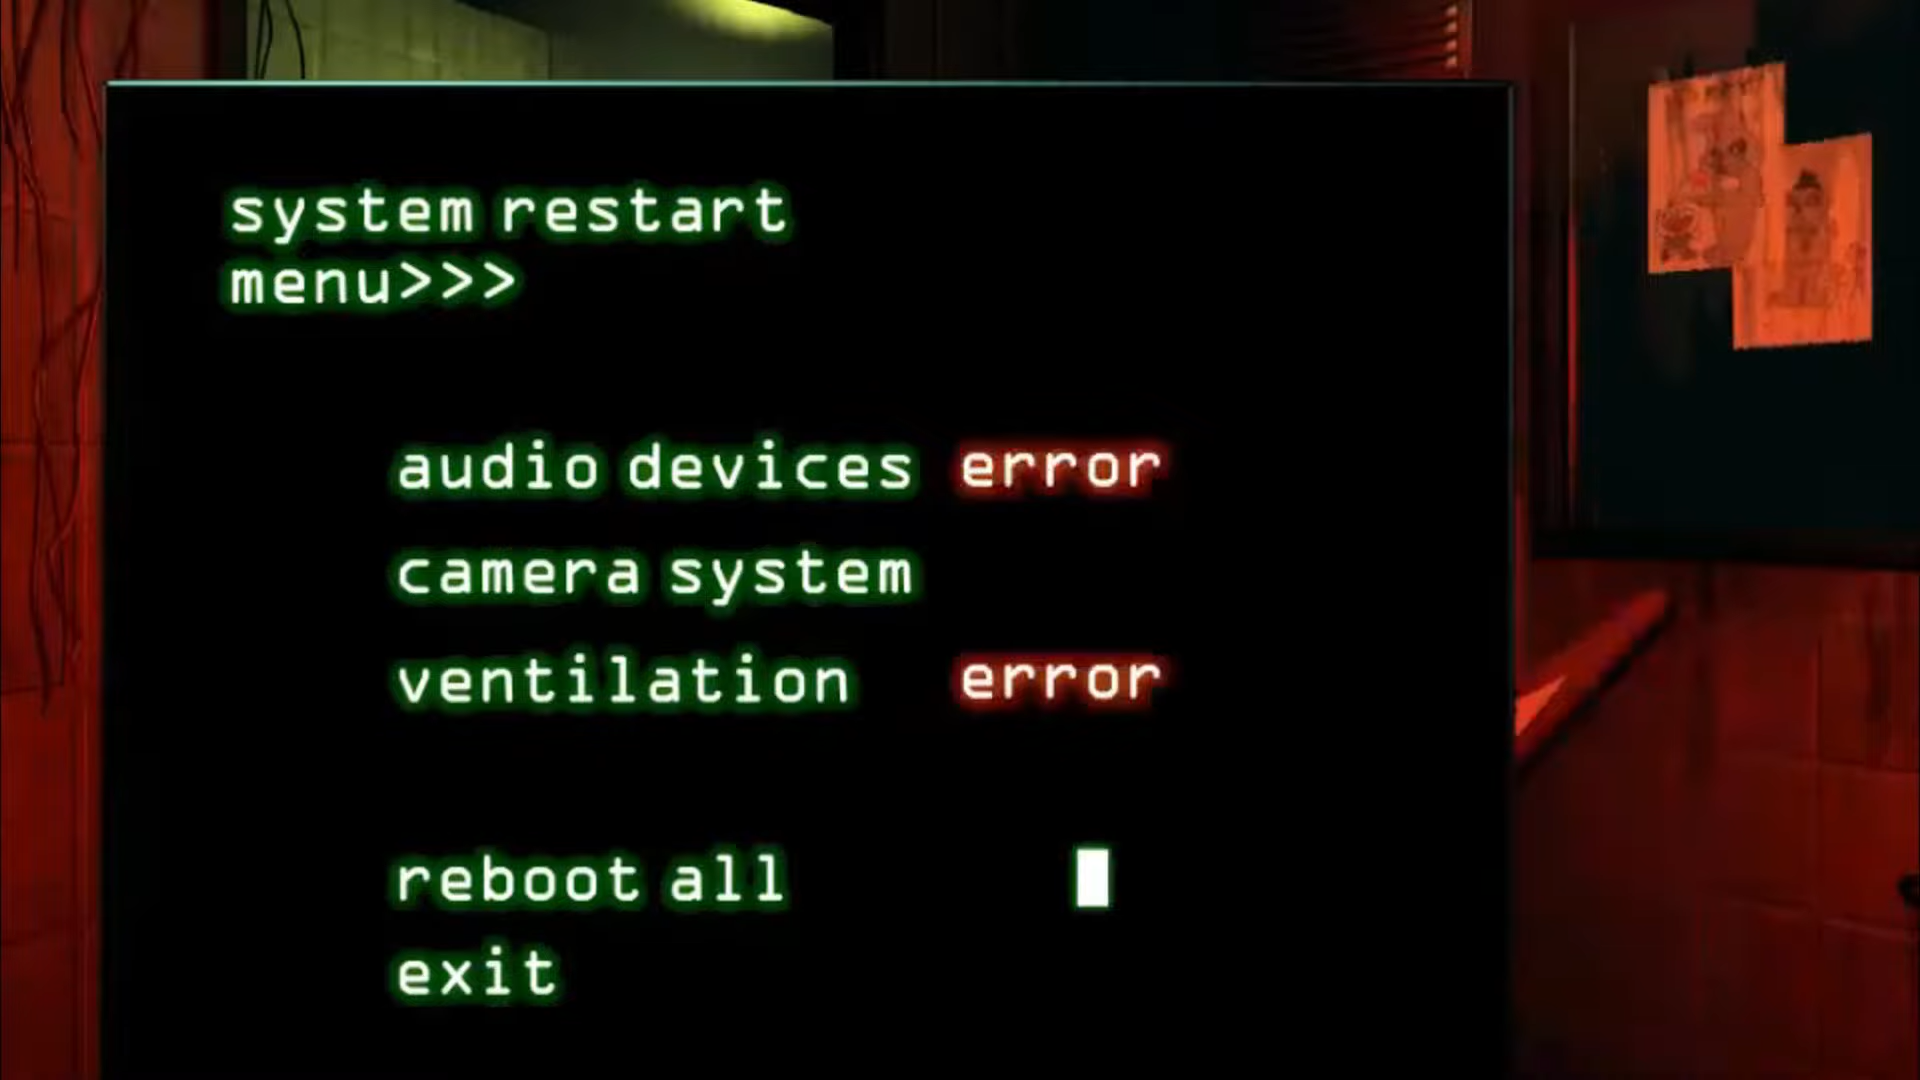 system restart
menu>>>
audio devices error
camera system
ventilation error
reboot all
exit